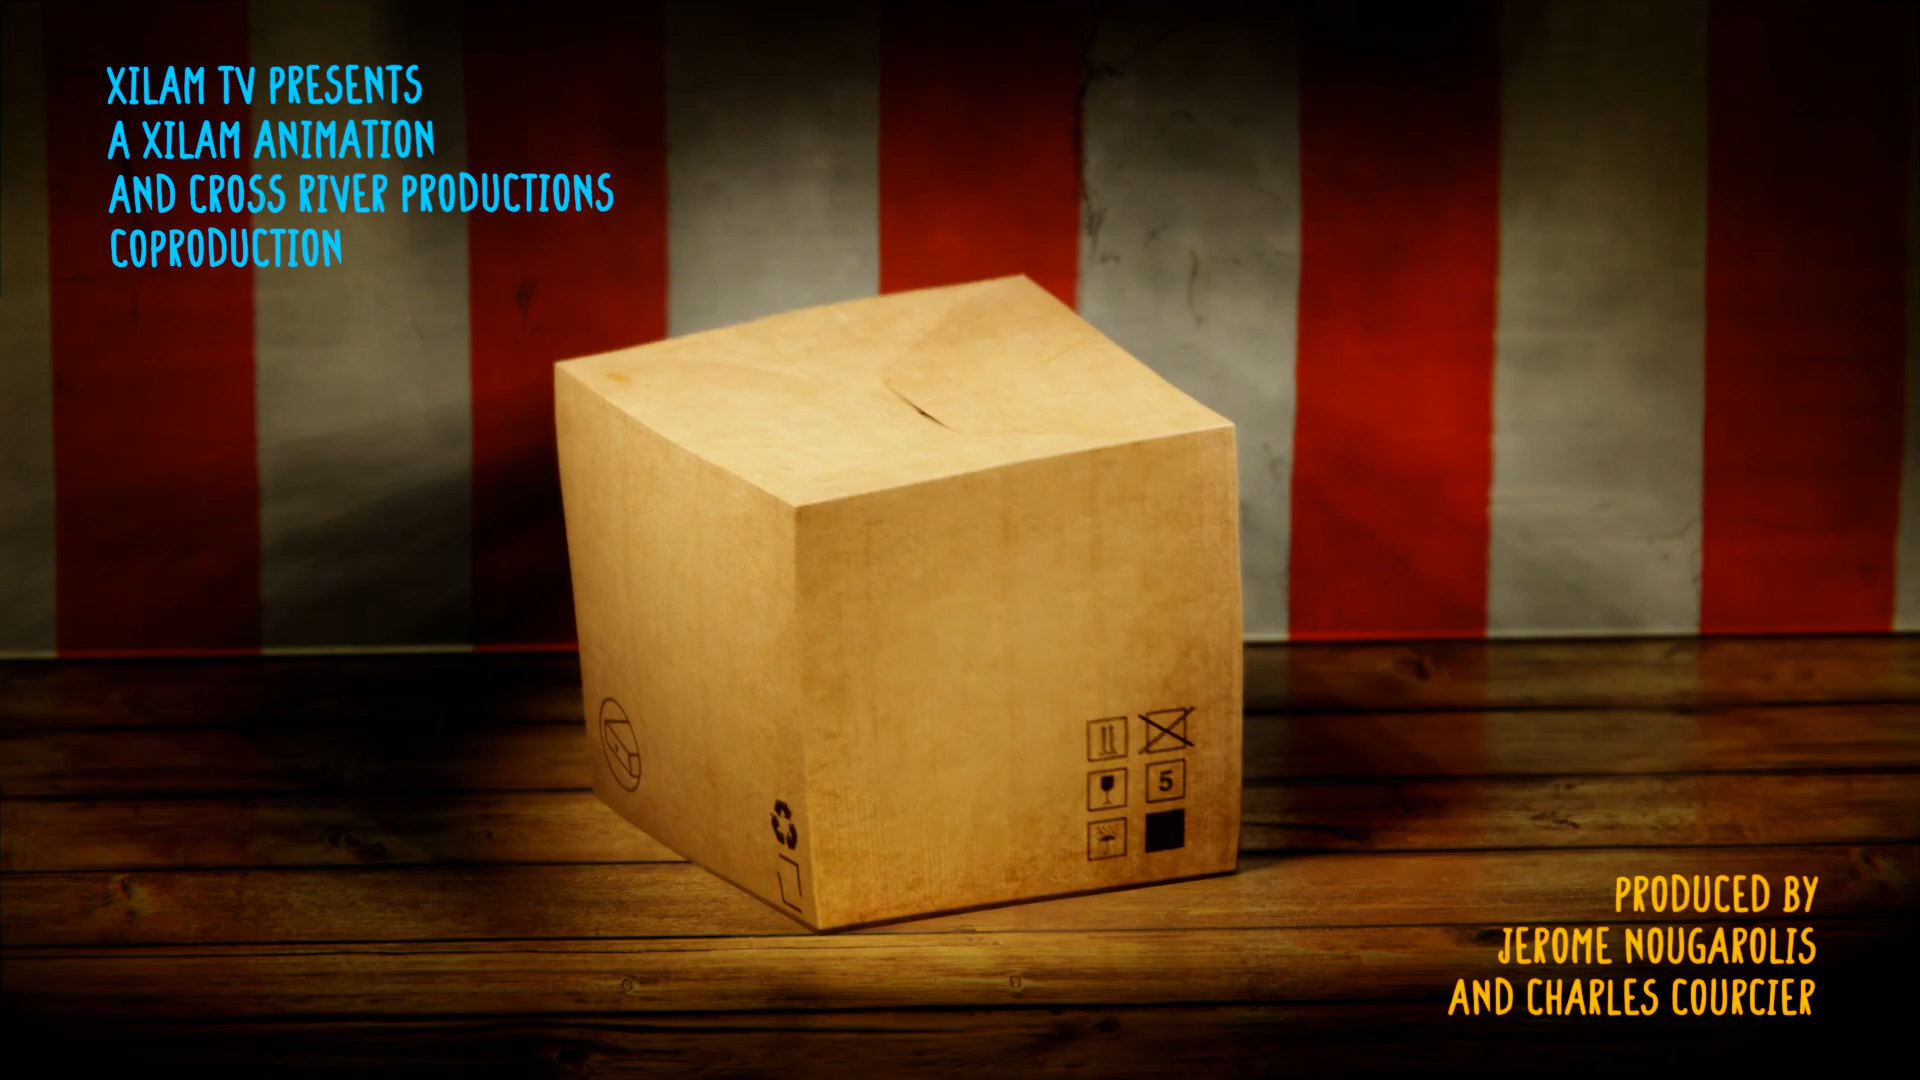 XILAM TV PRESENTS
A XILAM ANIMATION
AND CROSS RIVER PRODUCTIONS
COPRODUCTION
5
PRODUCED BY
JEROME NOUGAROLIS
AND CHARLES COURCIER